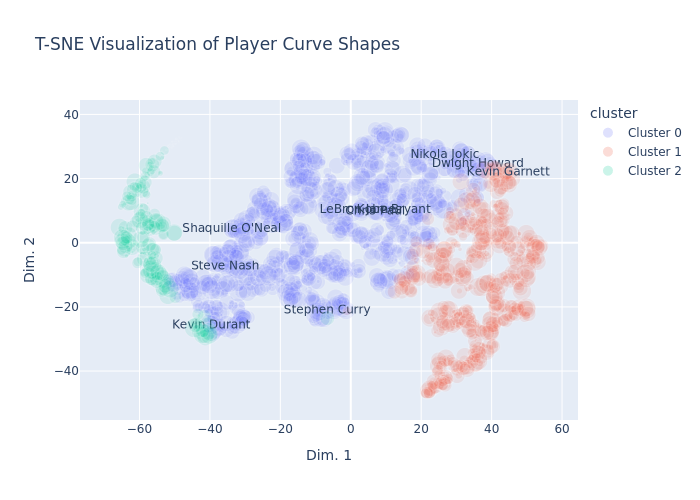 T-SNE Visualization of Player Curve Shapes
cluster
Cluster 0
Cluster 1
Cluster 2
40
20
0
−20
−40
Dim. 2
Nikola Jokic
Dwight Howard
Kevin Garnett
Shaquille O'Neal
Steve Nash
Stephen Curry
Kevin Durant
−60
−40
−20
0
20
40
60
Dim. 1